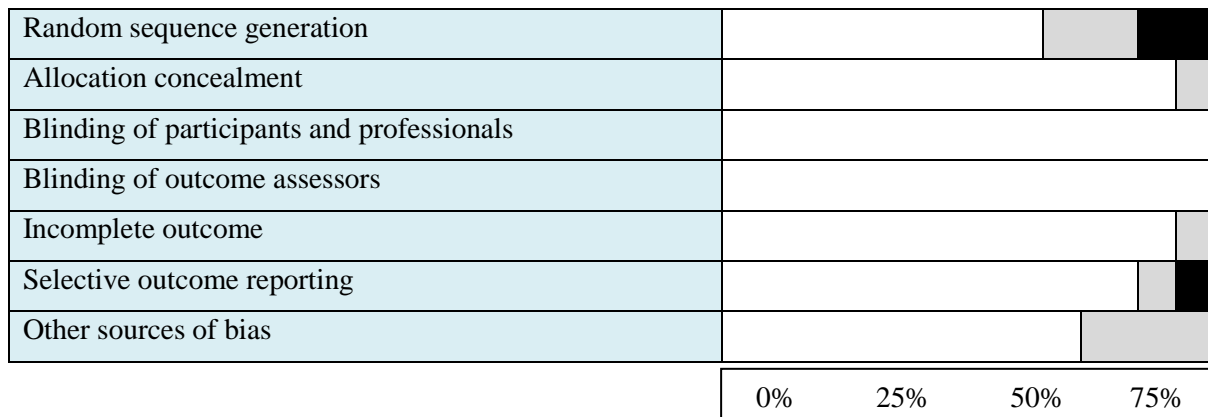 Random sequence generation
Allocation concealment
Blinding of participants and professionals
Blinding of outcome assessors
Incomplete outcome
Selective outcome reporting
Other sources of bias
0% 25% 50% 75%